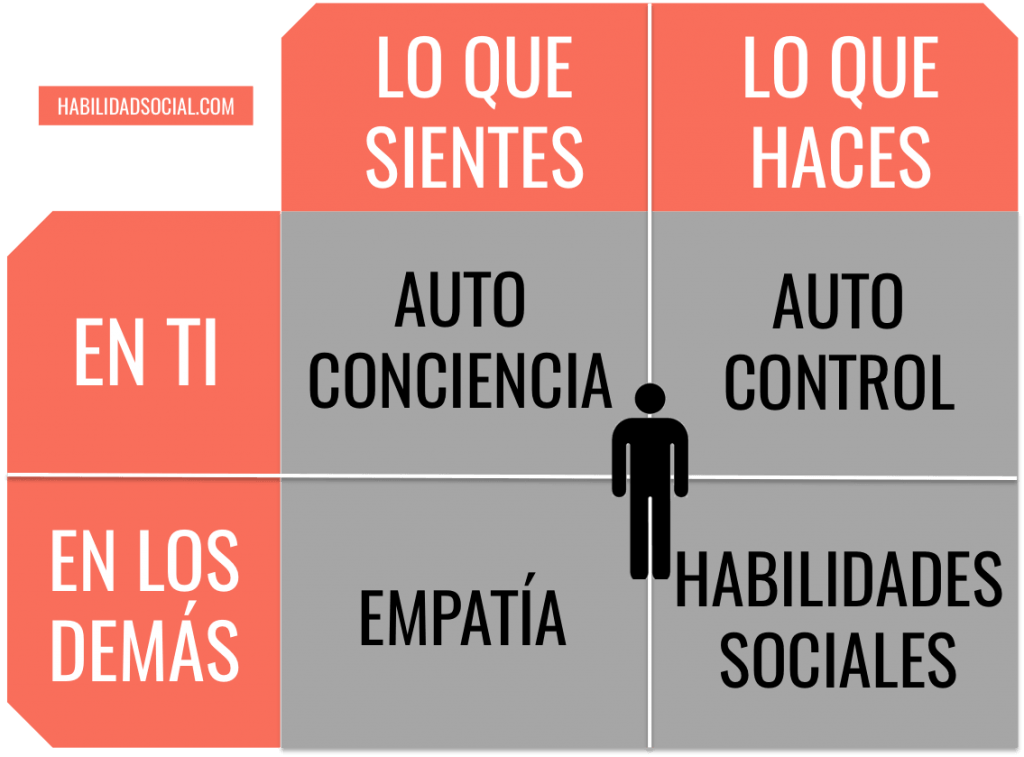 HABILIDADSOCIAL.COM
LO QUE
SIENTES
LO QUE
HACES
EN TI
AUTO
CONCIENCIA
AUTO
CONTROL
EN LOS
DEMÁS
EMPATÍA
HABILIDADES
SOCIALES